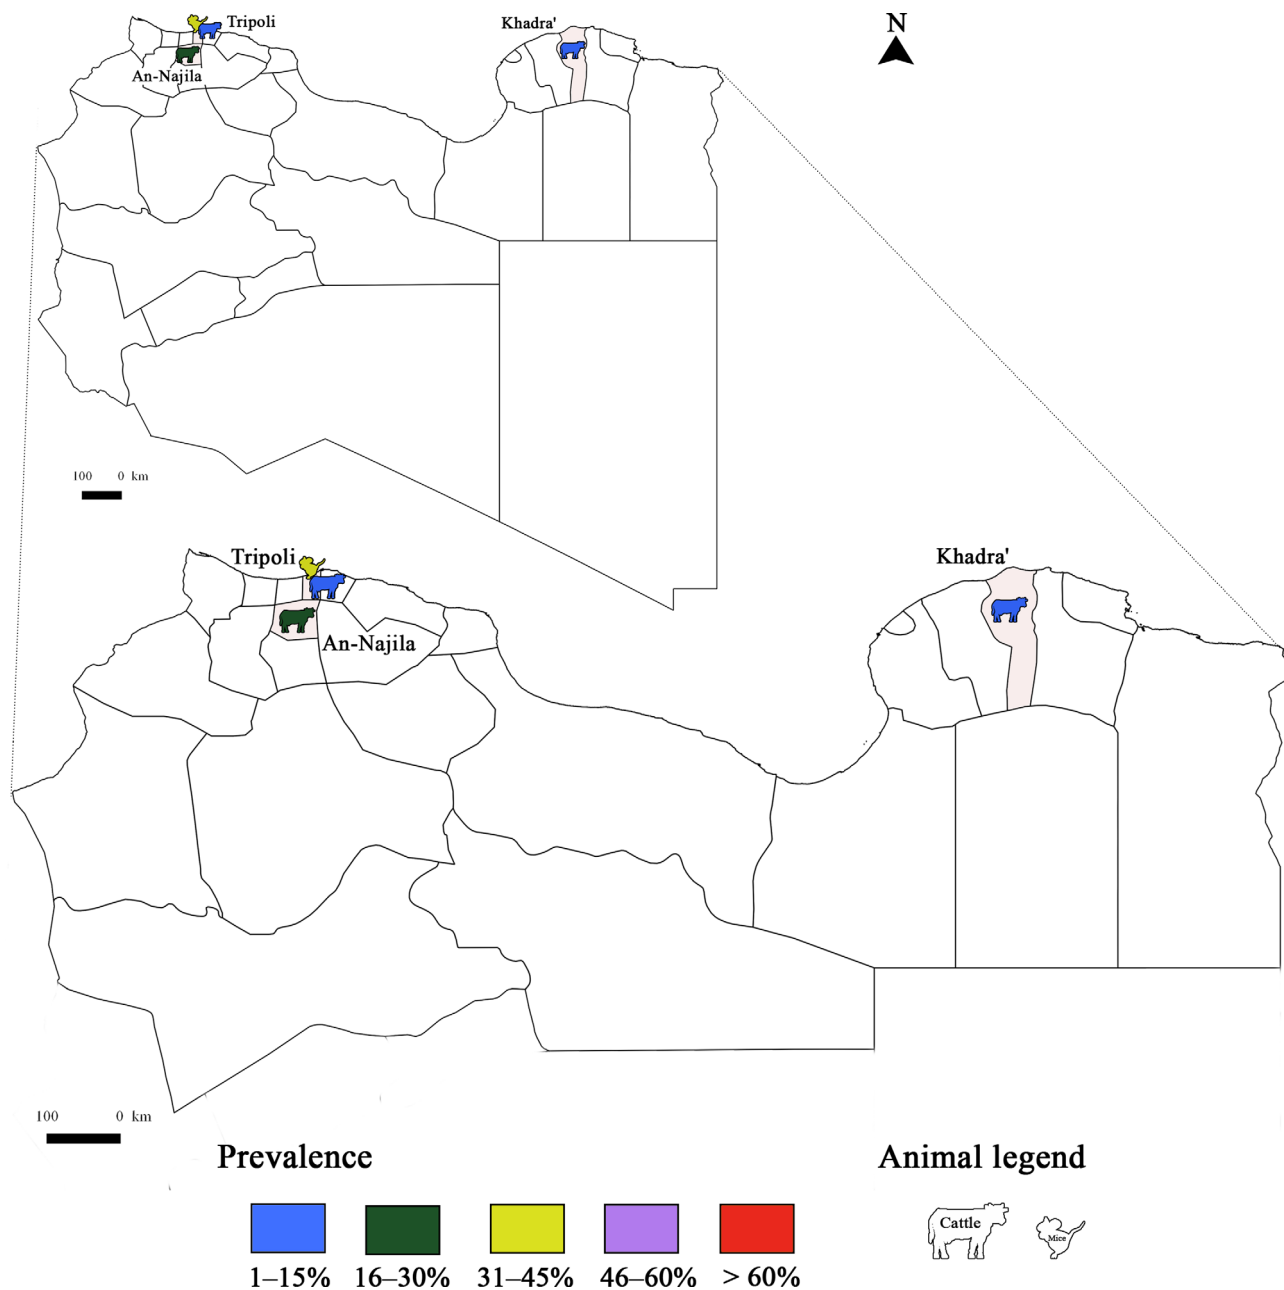 Tripoli
Khadra'
N
An-Najila
100 0 km
Tripoli
Khadra'
An-Najila
100 0 km
Prevalence
Animal legend
Cattle
Mice
1–15%
16–30%
31–45%
46–60%
> 60%